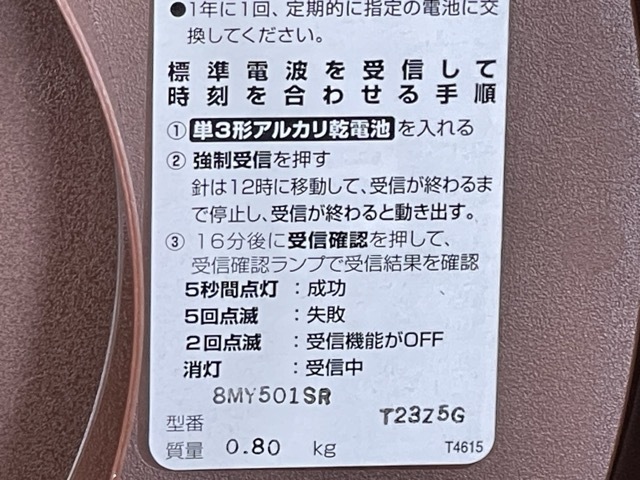 ●1年に1回、定期的に指定の電池に交
換してください。
標準電波を受信して
時刻を合わせる手順
① 単3形アルカリ乾電池 を入れる
② 強制受信を押す
針は12時に移動して、受信が終わるま
で停止し、受信が終わると動き出す。
③ 16分後に受信確認を押して、
受信確認ランプで受信結果を確認
5秒間点灯 ：成功
5回点滅 ：失敗
2回点滅 ：受信機能がOFF
消灯 ：受信中
8MY501SR
型番 T23Z5G
質量 0.80 kg T4615